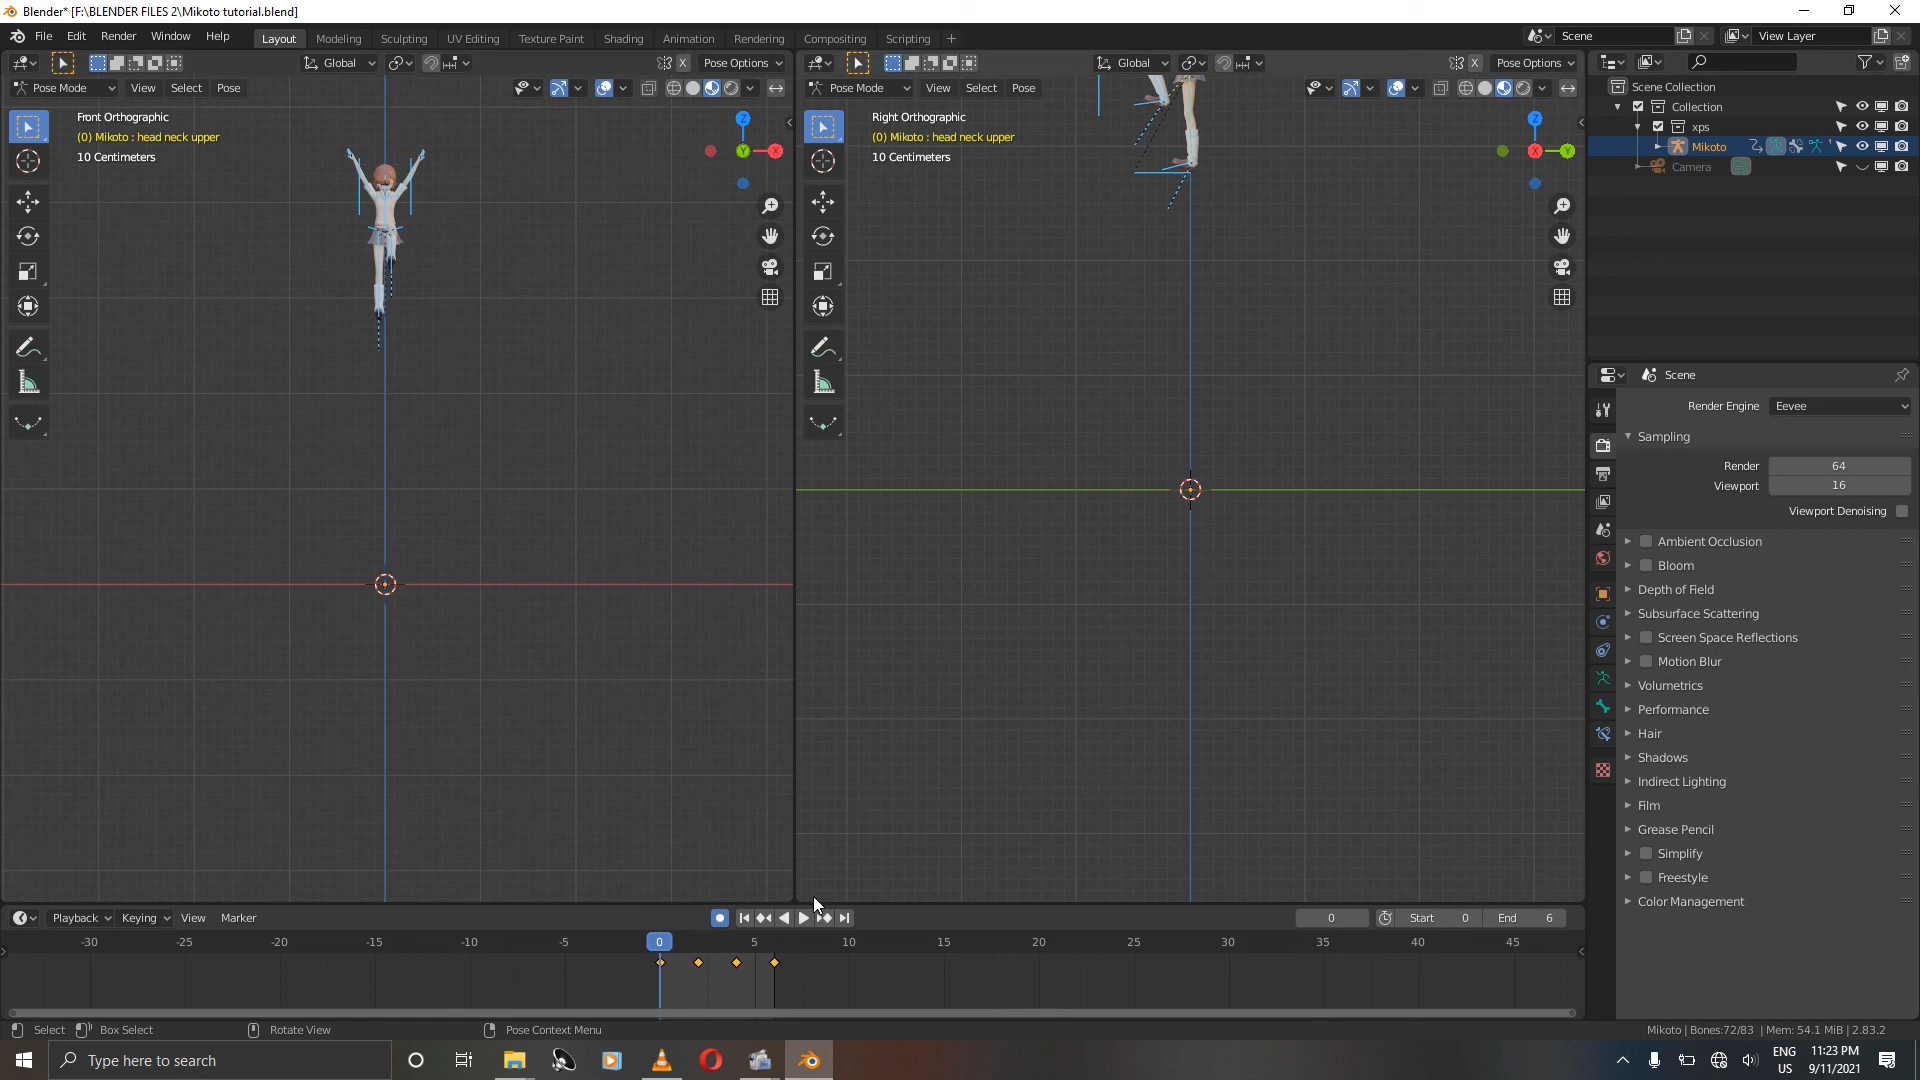 Blender* [F:\BLENDER FILES 2\Mikoto tutorial.blend]
File Edit Render Window Help Layout Modeling Sculpting UV Editing Texture Paint Shading Animation Rendering Compositing Scripting + Scene View Layer
Global Pose Options Global Pose Options
Pose Mode View Select Pose Pose Mode View Select Pose
Scene Collection
Collection
xps
Mikoto
Camera
Front Orthographic
(0) Mikoto : head neck upper
10 Centimeters
Z
Y
X
Right Orthographic
(0) Mikoto : head neck upper
10 Centimeters
Z
X
Y
Scene
Render Engine Eevee
Sampling
Render 64
Viewport 16
Viewport Denoising
Ambient Occlusion
Bloom
Depth of Field
Subsurface Scattering
Screen Space Reflections
Motion Blur
Volumetrics
Performance
Hair
Shadows
Indirect Lighting
Film
Grease Pencil
Simplify
Freestyle
Color Management
Playback Keying View Marker 0 Start 0 End 6
-30 -25 -20 -15 -10 -5 0 5 10 15 20 25 30 35 40 45
Select Box Select Rotate View Pose Context Menu Mikoto | Bones:72/83 | Mem: 54.1 MiB | 2.83.2
Type here to search
ENG
US
11:23 PM
9/11/2021